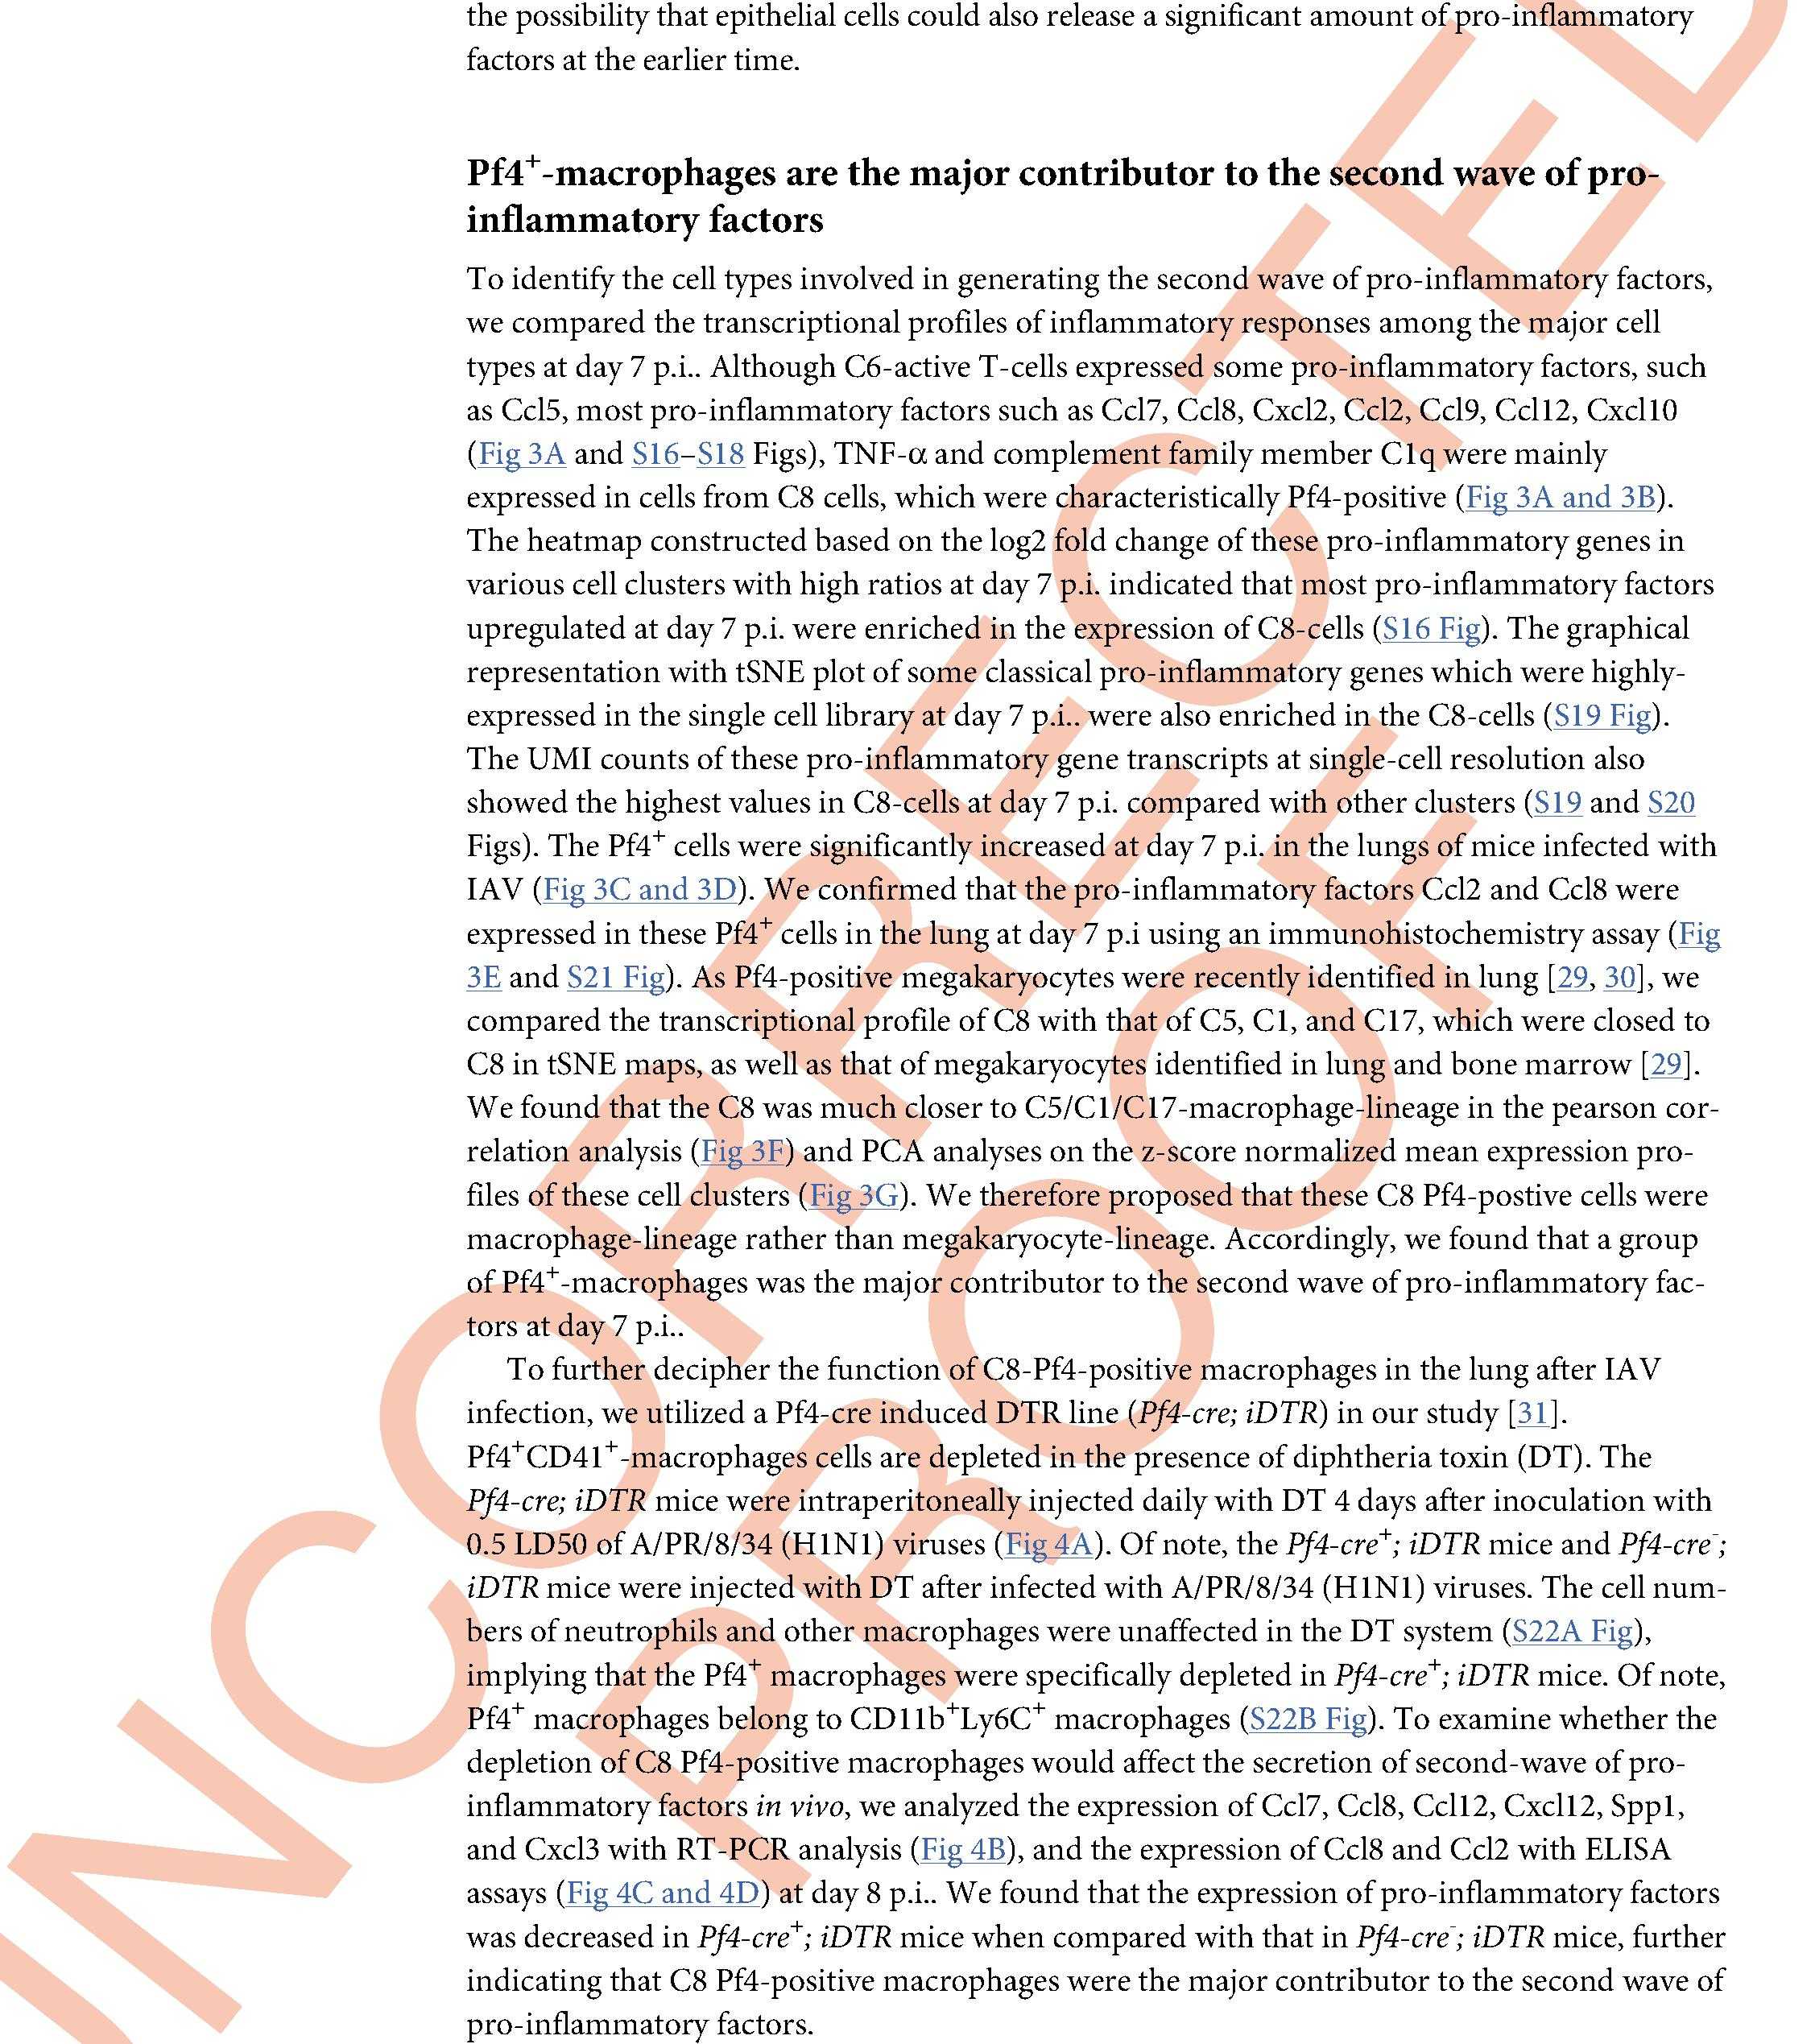 the possibility that epithelial cells could also release a significant amount of pro-inflammatory
factors at the earlier time.
Pf4⁺-macrophages are the major contributor to the second wave of pro-
inflammatory factors
To identify the cell types involved in generating the second wave of pro-inflammatory factors,
we compared the transcriptional profiles of inflammatory responses among the major cell
types at day 7 p.i.. Although C6-active T-cells expressed some pro-inflammatory factors, such
as Ccl5, most pro-inflammatory factors such as Ccl7, Ccl8, Cxcl2, Ccl2, Ccl9, Ccl12, Cxcl10
(Fig 3A and S16–S18 Figs), TNF-α and complement family member C1q were mainly
expressed in cells from C8 cells, which were characteristically Pf4-positive (Fig 3A and 3B).
The heatmap constructed based on the log2 fold change of these pro-inflammatory genes in
various cell clusters with high ratios at day 7 p.i. indicated that most pro-inflammatory factors
upregulated at day 7 p.i. were enriched in the expression of C8-cells (S16 Fig). The graphical
representation with tSNE plot of some classical pro-inflammatory genes which were highly-
expressed in the single cell library at day 7 p.i.. were also enriched in the C8-cells (S19 Fig).
The UMI counts of these pro-inflammatory gene transcripts at single-cell resolution also
showed the highest values in C8-cells at day 7 p.i. compared with other clusters (S19 and S20
Figs). The Pf4⁺ cells were significantly increased at day 7 p.i. in the lungs of mice infected with
IAV (Fig 3C and 3D). We confirmed that the pro-inflammatory factors Ccl2 and Ccl8 were
expressed in these Pf4⁺ cells in the lung at day 7 p.i using an immunohistochemistry assay (Fig
3E and S21 Fig). As Pf4-positive megakaryocytes were recently identified in lung [29, 30], we
compared the transcriptional profile of C8 with that of C5, C1, and C17, which were closed to
C8 in tSNE maps, as well as that of megakaryocytes identified in lung and bone marrow [29].
We found that the C8 was much closer to C5/C1/C17-macrophage-lineage in the pearson cor-
relation analysis (Fig 3F) and PCA analyses on the z-score normalized mean expression pro-
files of these cell clusters (Fig 3G). We therefore proposed that these C8 Pf4-postive cells were
macrophage-lineage rather than megakaryocyte-lineage. Accordingly, we found that a group
of Pf4⁺-macrophages was the major contributor to the second wave of pro-inflammatory fac-
tors at day 7 p.i..
To further decipher the function of C8-Pf4-positive macrophages in the lung after IAV
infection, we utilized a Pf4-cre induced DTR line (Pf4-cre; iDTR) in our study [31].
Pf4⁺CD41⁺-macrophages cells are depleted in the presence of diphtheria toxin (DT). The
Pf4-cre; iDTR mice were intraperitoneally injected daily with DT 4 days after inoculation with
0.5 LD50 of A/PR/8/34 (H1N1) viruses (Fig 4A). Of note, the Pf4-cre⁺; iDTR mice and Pf4-cre⁻;
iDTR mice were injected with DT after infected with A/PR/8/34 (H1N1) viruses. The cell num-
bers of neutrophils and other macrophages were unaffected in the DT system (S22A Fig),
implying that the Pf4⁺ macrophages were specifically depleted in Pf4-cre⁺; iDTR mice. Of note,
Pf4⁺ macrophages belong to CD11b⁺Ly6C⁺ macrophages (S22B Fig). To examine whether the
depletion of C8 Pf4-positive macrophages would affect the secretion of second-wave of pro-
inflammatory factors in vivo, we analyzed the expression of Ccl7, Ccl8, Ccl12, Cxcl12, Spp1,
and Cxcl3 with RT-PCR analysis (Fig 4B), and the expression of Ccl8 and Ccl2 with ELISA
assays (Fig 4C and 4D) at day 8 p.i.. We found that the expression of pro-inflammatory factors
was decreased in Pf4-cre⁺; iDTR mice when compared with that in Pf4-cre⁻; iDTR mice, further
indicating that C8 Pf4-positive macrophages were the major contributor to the second wave of
pro-inflammatory factors.
UNCORRECTED
PROOF